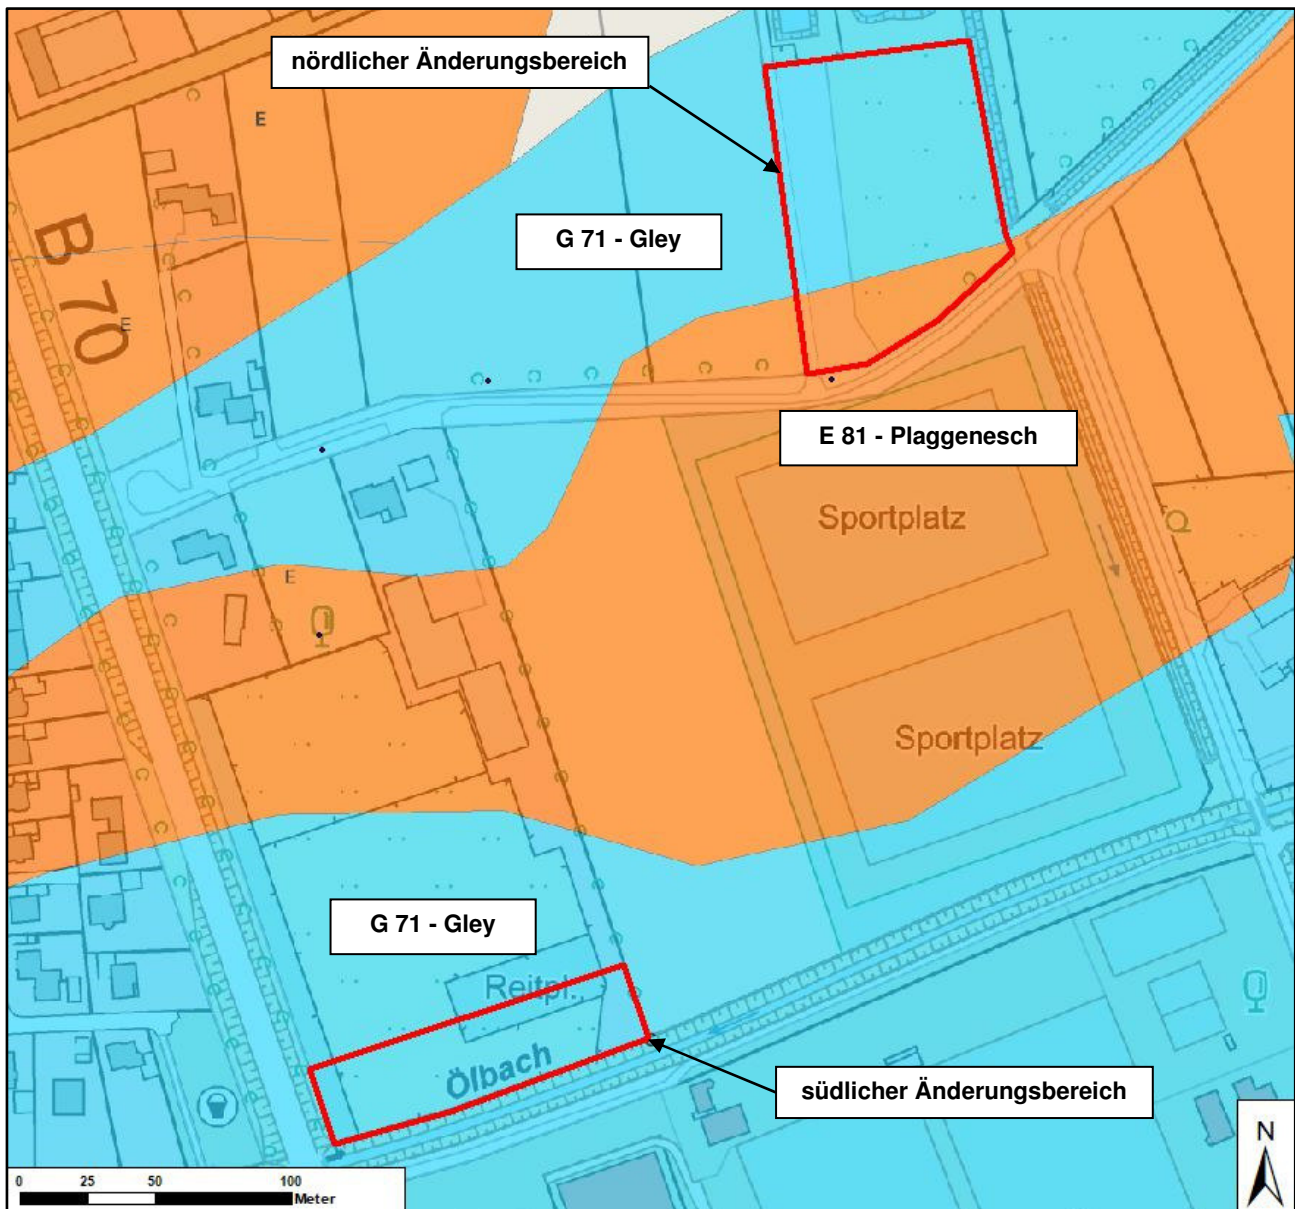 nördlicher Änderungsbereich
E
G 71 - Gley
B 70
E
E 81 - Plaggenesch
Sportplatz
E
Sportplatz
G 71 - Gley
Reitpl.
Ölbach
südlicher Änderungsbereich
N
0 25 50 100
Meter